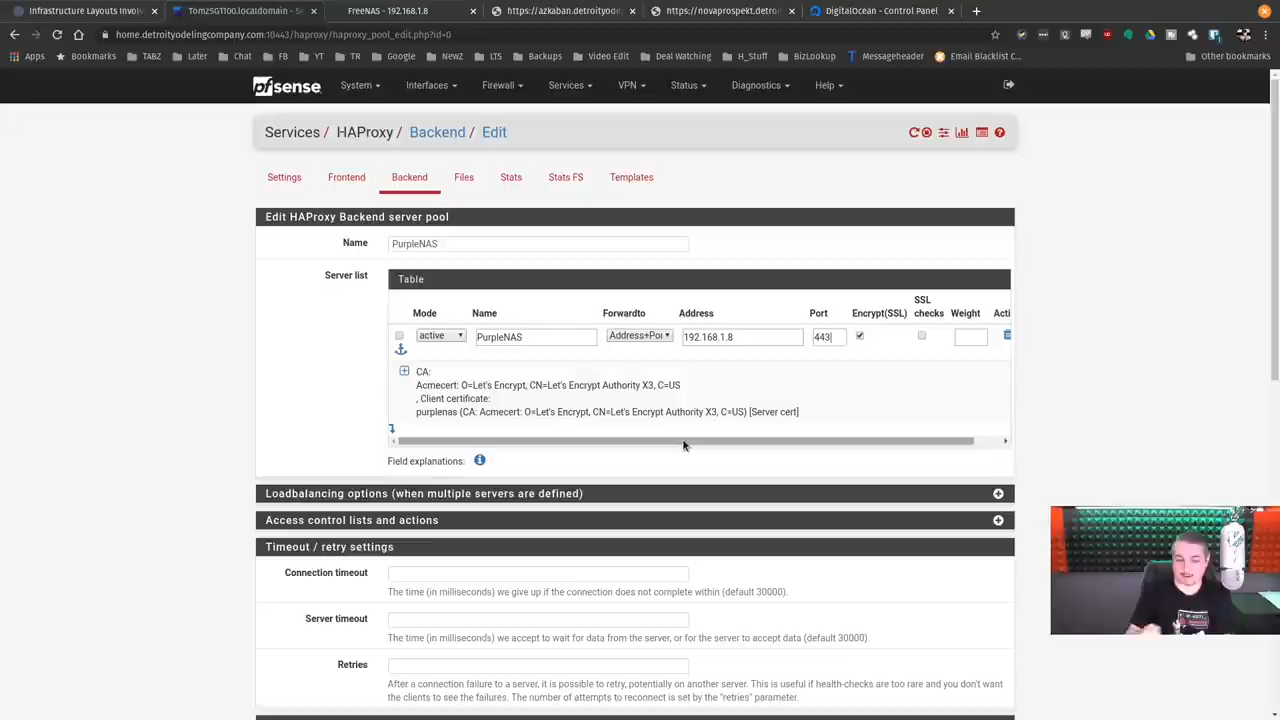 Infrastructure Layouts Involv
TomzSG100.localdomain - S
FreeNAS - 192.168.1.8
https://azkaban.detroityode
https://novaprospekt.detro
DigitalOcean - Control Panel
home.detroityodelingcompany.com:10443/haproxy/haproxy_pool_edit.php?id=0
Apps
Bookmarks
TABZ
Later
Chat
FB
YT
TR
Google
NewZ
LTS
Backups
Video Edit
Deal Watching
H_Stuff
BizLookup
Messageheader
Email Blacklist C...
Other bookmarks
pfsense
System
Interfaces
Firewall
Services
VPN
Status
Diagnostics
Help
Services / HAProxy / Backend / Edit
Settings
Frontend
Backend
Files
Stats
Stats FS
Templates
Edit HAProxy Backend server pool
Name
PurpleNAS
Server list
Table
Mode
Name
Forwardto
Address
Port
Encrypt(SSL)
SSL
checks
Weight
Acti
active
PurpleNAS
Address+Por
192.168.1.8
443
CA:
Acmecert: O=Let's Encrypt, CN=Let's Encrypt Authority X3, C=US
, Client certificate:
purplenas (CA: Acmecert: O=Let's Encrypt, CN=Let's Encrypt Authority X3, C=US) [Server cert]
Field explanations:
Loadbalancing options (when multiple servers are defined)
Access control lists and actions
Timeout / retry settings
Connection timeout
The time (in milliseconds) we give up if the connection does not complete within (default 30000).
Server timeout
The time (in milliseconds) we accept to wait for data from the server, or for the server to accept data (default 30000).
Retries
After a connection failure to a server, it is possible to retry, potentially on another server. This is useful if health-checks are too rare and you don't want
the clients to see the failures. The number of attempts to reconnect is set by the "retries" parameter.